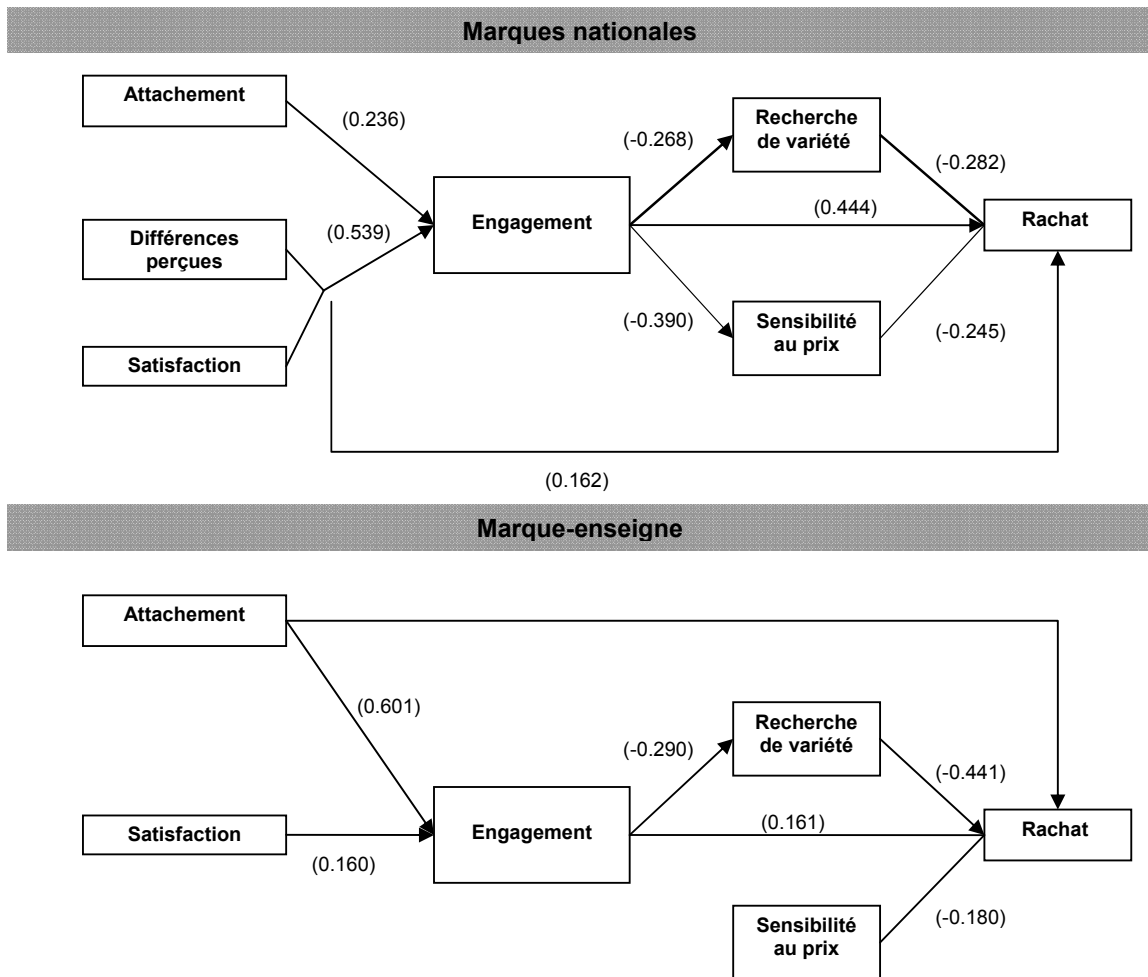 Marques nationales
Attachement
(0.236)
Recherche
de variété
(-0.268)
(-0.282)
Engagement
(0.444)
Rachat
Différences
perçues
(0.539)
(-0.390)
Sensibilité
au prix
(-0.245)
Satisfaction
(0.162)
Marque-enseigne
Attachement
(0.601)
Recherche
de variété
(-0.290)
(-0.441)
Satisfaction
(0.160)
Engagement
(0.161)
Rachat
Sensibilité
au prix
(-0.180)